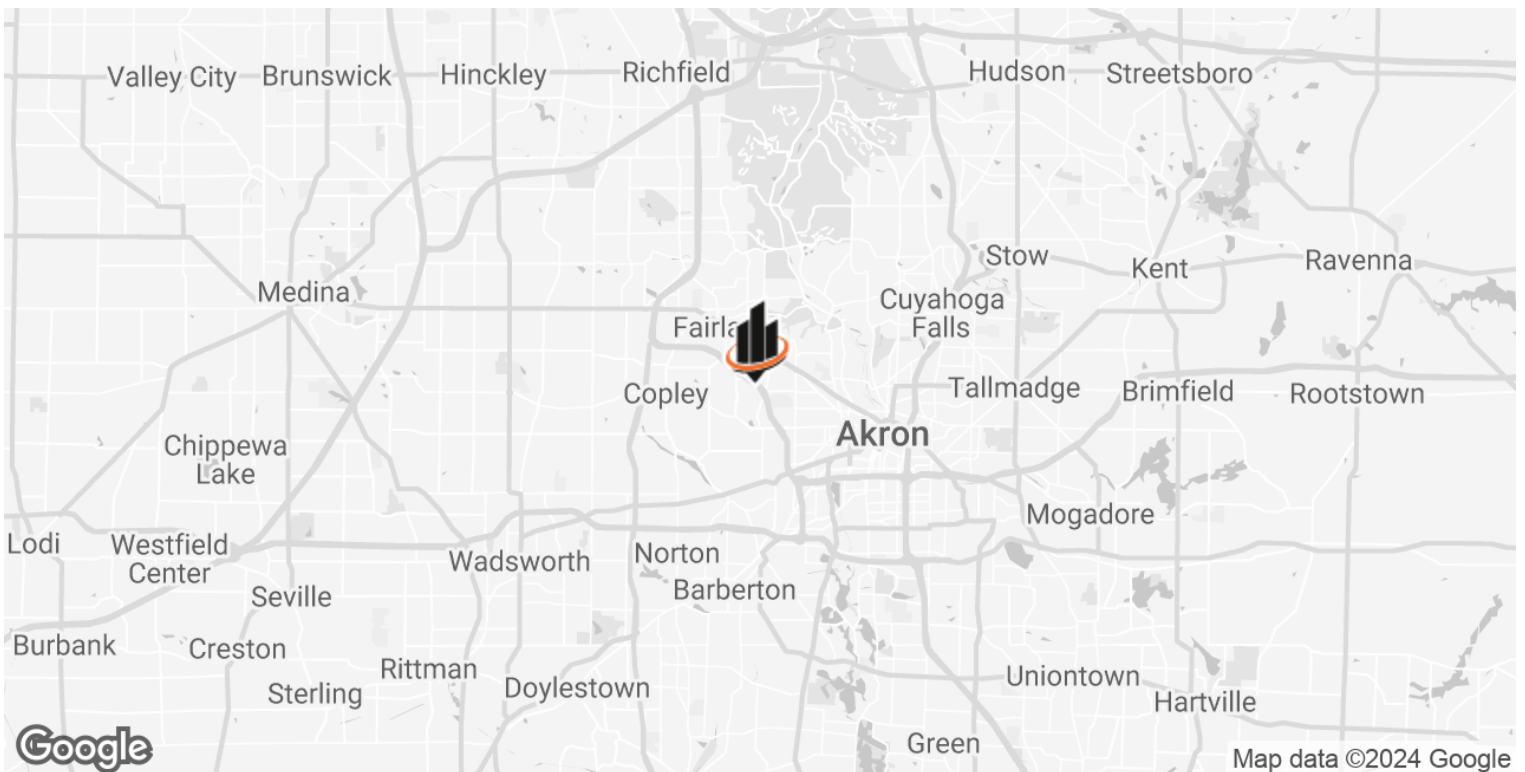 Valley City
Brunswick
Hinckley
Richfield
Hudson
Streetsboro
Stow
Kent
Ravenna
Medina
Cuyahoga
Falls
Copley
Tallmadge
Brimfield
Rootstown
Akron
Chippewa
Lake
Mogadore
Lodi
Westfield
Center
Wadsworth
Norton
Barberton
Seville
Burbank
Creston
Rittman
Sterling
Doylestown
Uniontown
Hartville
Green
Google
Map data ©2024 Google